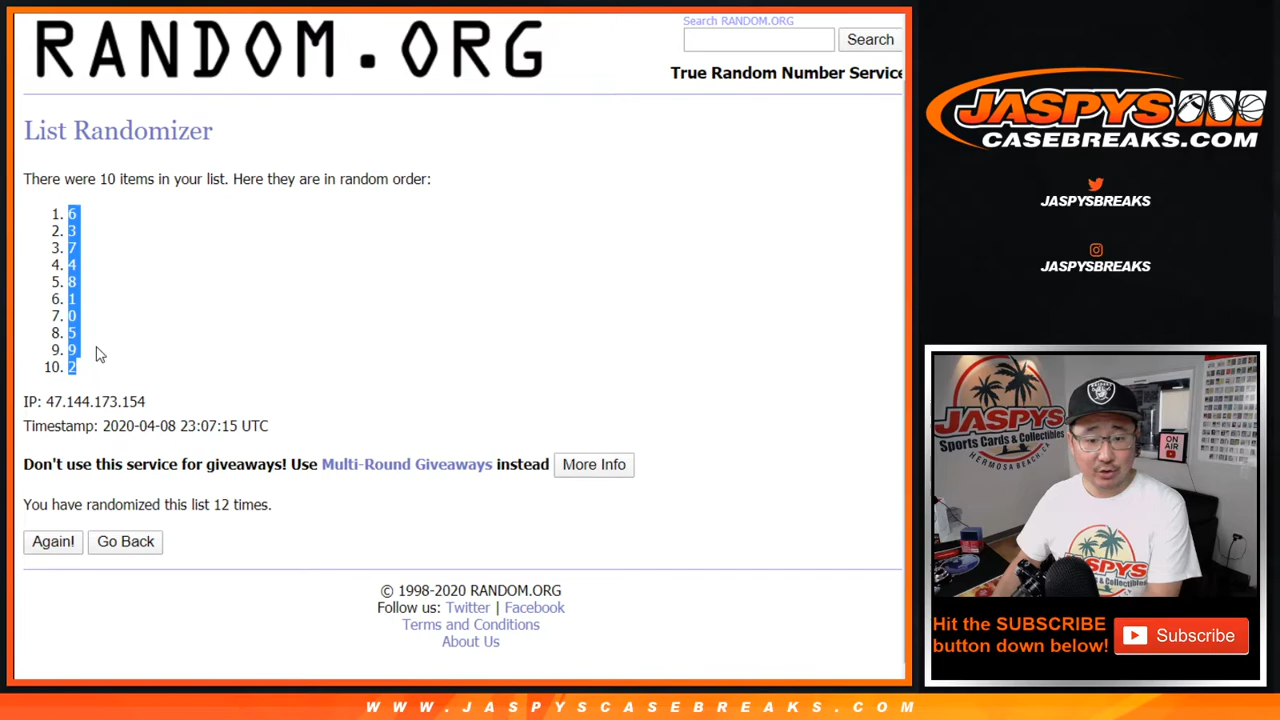 RANDOM.ORG
Search RANDOM.ORG
Search
True Random Number Service
List Randomizer
There were 10 items in your list. Here they are in random order:
1. 6
2. 3
3. 7
4. 4
5. 8
6. 1
7. 0
8. 5
9. 9
10. 2
IP: 47.144.173.154
Timestamp: 2020-04-08 23:07:15 UTC
Don't use this service for giveaways! Use Multi-Round Giveaways instead More Info
You have randomized this list 12 times.
Again! Go Back
© 1998-2020 RANDOM.ORG
Follow us: Twitter | Facebook
Terms and Conditions
About Us
JASPYS
CASEBREAKS.COM
JASPYSBREAKS
JASPYSBREAKS
JASPYS
Sports Cards & Collectibles
HERMOSA BEACH, CA
ON AIR
JASPYS
Hit the SUBSCRIBE
button down below!
Subscribe
WWW.JASPYSCASEBREAKS.COM